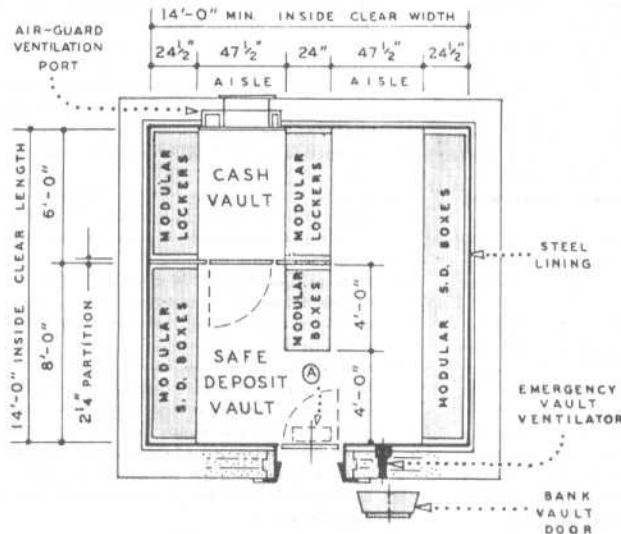 14'-0" MIN. INSIDE CLEAR WIDTH
AIR-GUARD
VENTILATION
PORT
24½" 47½" 24" 47½" 24½"
AISLE AISLE
14'-0" INSIDE CLEAR LENGTH
6'-0"
8'-0"
2¼" PARTITION
MODULAR
LOCKERS
CASH
VAULT
MODULAR
LOCKERS
MODULAR S.D. BOXES
STEEL
LINING
MODULAR
S.D. BOXES
MODULAR
BOXES
4'-0"
4'-0"
SAFE
DEPOSIT
VAULT
A
EMERGENCY
VAULT
VENTILATOR
BANK
VAULT
DOOR